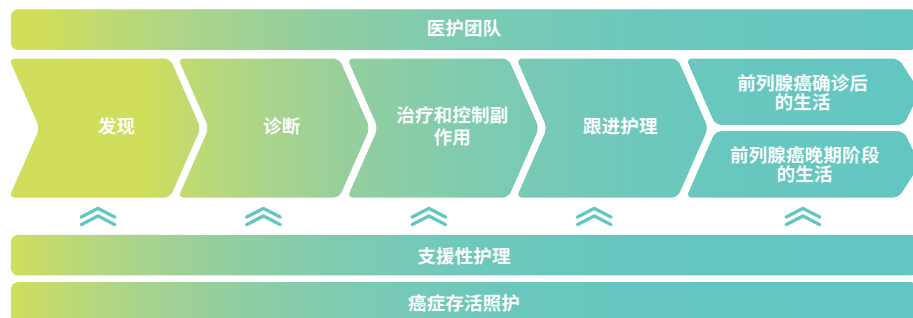 医护团队
发现
诊断
治疗和控制副
作用
跟进护理
前列腺癌确诊后
的生活
前列腺癌晚期阶段
的生活
支援性护理
癌症存活照护